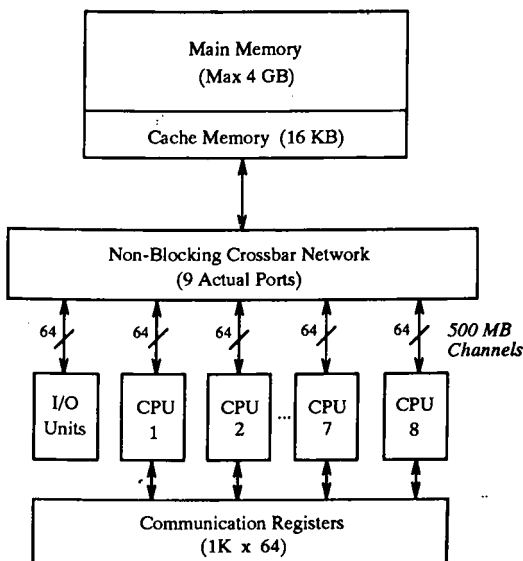 Main Memory
(Max 4 GB)
Cache Memory (16 KB)
Non-Blocking Crossbar Network
(9 Actual Ports)
64 64 64 64 64 500 MB
Channels
I/O
Units
CPU
1
CPU
2
...
CPU
7
CPU
8
Communication Registers
(1K x 64)